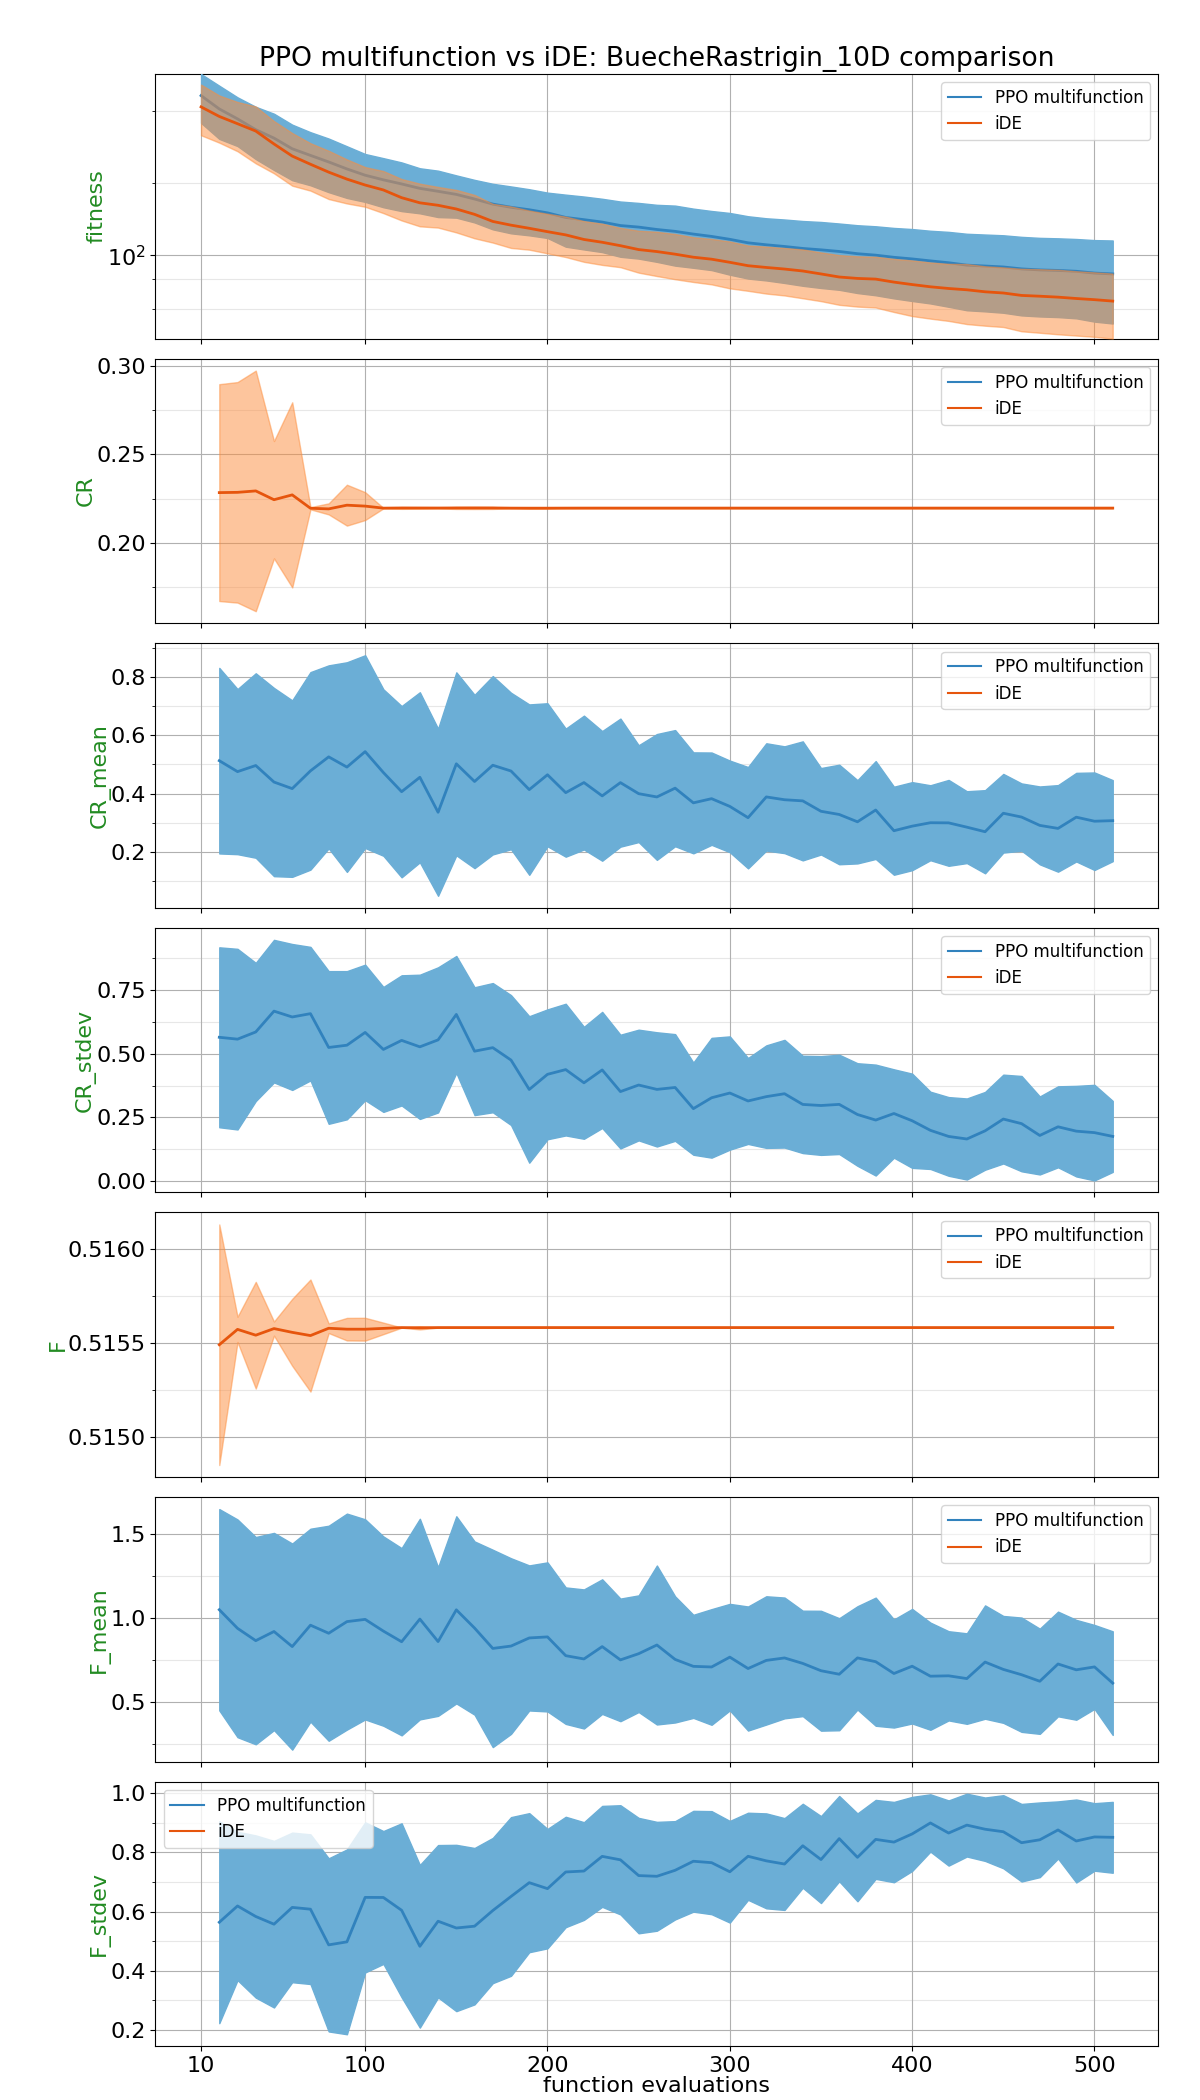 PPO multifunction vs iDE: BuecheRastrigin_10D comparison
PPO multifunction
iDE
fitness
10²
0.30
PPO multifunction
iDE
0.25
CR
0.20
PPO multifunction
iDE
0.8
0.6
CR_mean
0.4
0.2
PPO multifunction
iDE
0.75
0.50
CR_stdev
0.25
0.00
PPO multifunction
iDE
0.5160
F
0.5155
0.5150
PPO multifunction
iDE
1.5
1.0
F_mean
0.5
1.0
PPO multifunction
iDE
0.8
0.6
F_stdev
0.4
0.2
10 100 200 300 400 500
function evaluations